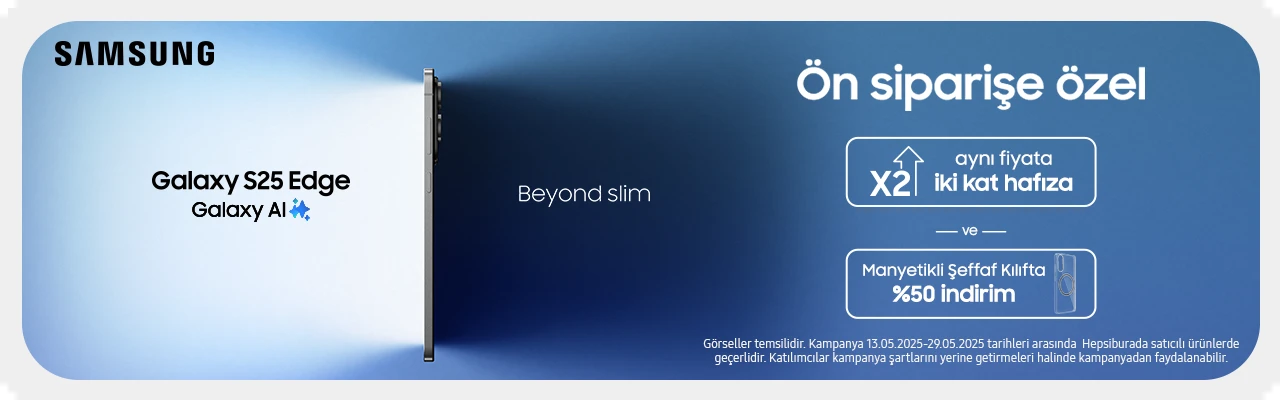 SAMSUNG
Galaxy S25 Edge
Galaxy AI
Beyond slim
Ön siparişe özel
X2
aynı fiyata
iki kat hafıza
ve
Manyetikli Şeffaf Kılıfta
%50 indirim
Görseller temsilidir. Kampanya 13.05.2025-29.05.2025 tarihleri arasında Hepsiburada satıcılı ürünlerde
geçerlidir. Katılımcılar kampanya şartlarını yerine getirmeleri halinde kampanyadan faydalanabilir.